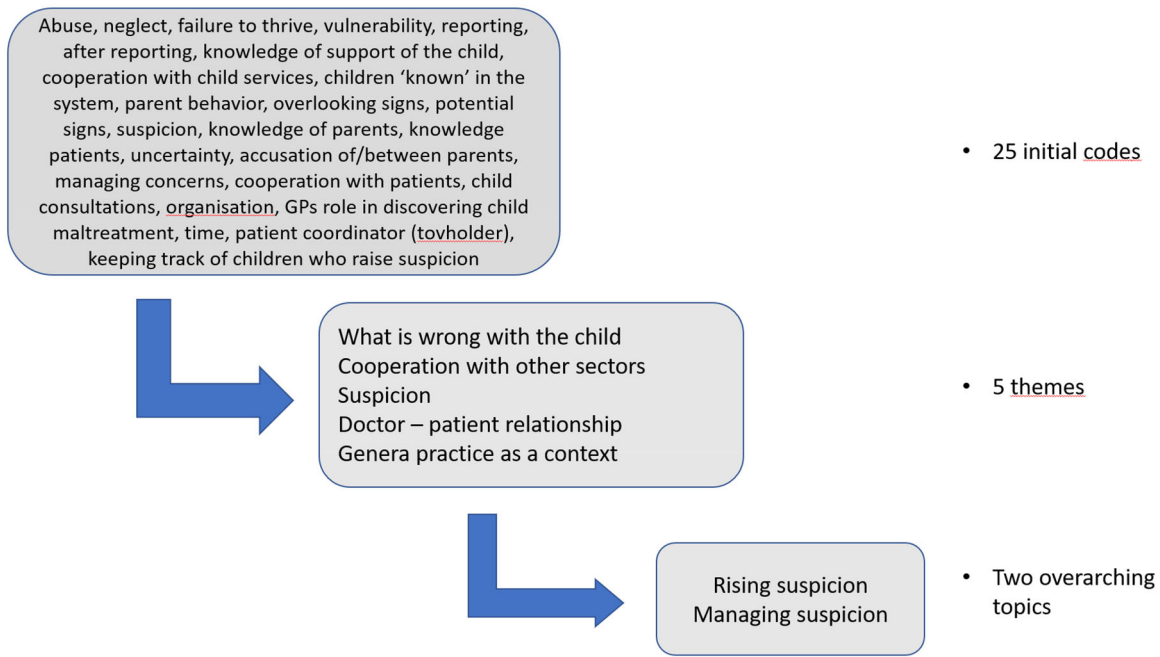 Abuse, neglect, failure to thrive, vulnerability, reporting,
after reporting, knowledge of support of the child,
cooperation with child services, children ‘known’ in the
system, parent behavior, overlooking signs, potential
signs, suspicion, knowledge of parents, knowledge
patients, uncertainty, accusation of/between parents,
managing concerns, cooperation with patients, child
consultations, organisation, GPs role in discovering child
maltreatment, time, patient coordinator (tovholder),
keeping track of children who raise suspicion
• 25 initial codes
What is wrong with the child
Cooperation with other sectors
Suspicion
Doctor – patient relationship
Genera practice as a context
• 5 themes
Rising suspicion
Managing suspicion
• Two overarching
topics